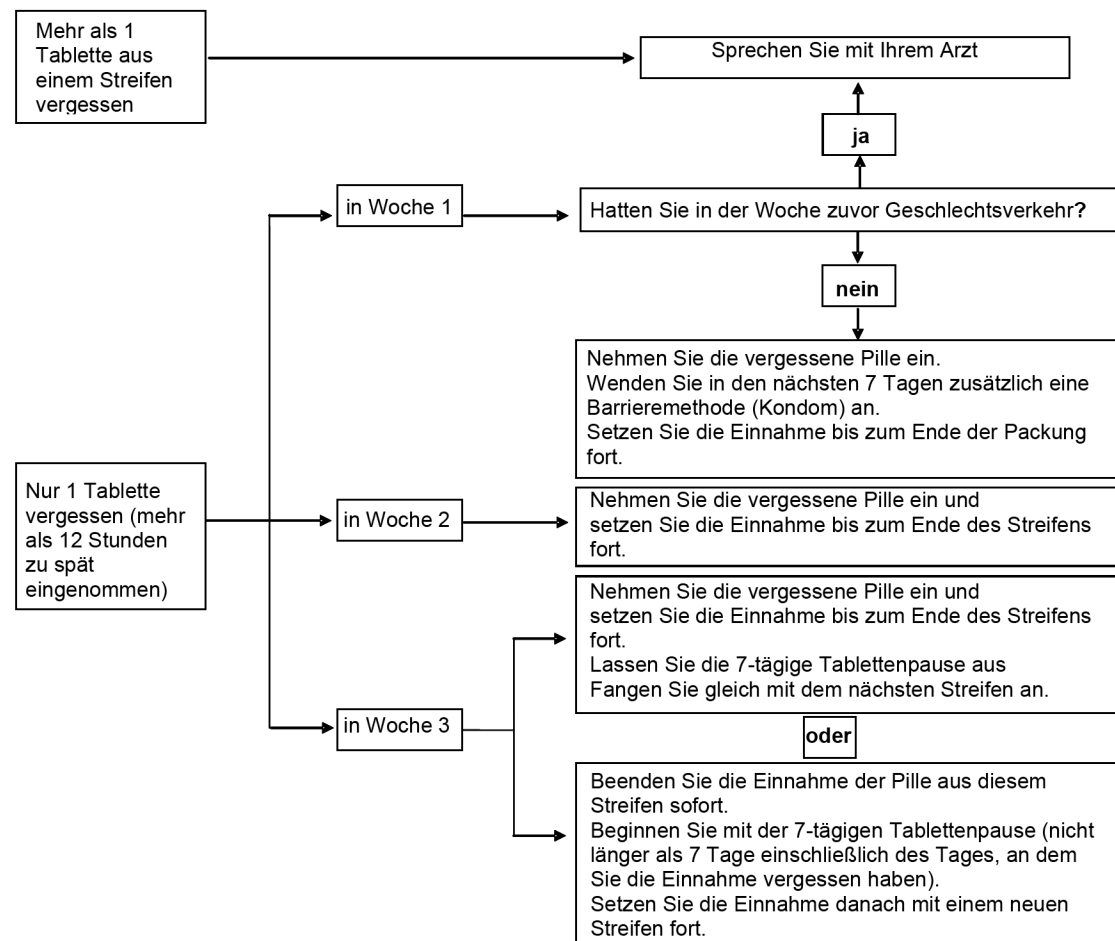 Mehr als 1
Tablette aus
einem Streifen
vergessen
Sprechen Sie mit Ihrem Arzt
ja
in Woche 1
Hatten Sie in der Woche zuvor Geschlechtsverkehr?
nein
Nehmen Sie die vergessene Pille ein.
Wenden Sie in den nächsten 7 Tagen zusätzlich eine
Barrieremethode (Kondom) an.
Setzen Sie die Einnahme bis zum Ende der Packung
fort.
Nur 1 Tablette
vergessen (mehr
als 12 Stunden
zu spät
eingenommen)
in Woche 2
Nehmen Sie die vergessene Pille ein und
setzen Sie die Einnahme bis zum Ende des Streifens
fort.
in Woche 3
Nehmen Sie die vergessene Pille ein und
setzen Sie die Einnahme bis zum Ende des Streifens
fort.
Lassen Sie die 7-tägige Tablettenpause aus
Fangen Sie gleich mit dem nächsten Streifen an.
oder
Beenden Sie die Einnahme der Pille aus diesem
Streifen sofort.
Beginnen Sie mit der 7-tägigen Tablettenpause (nicht
länger als 7 Tage einschließlich des Tages, an dem
Sie die Einnahme vergessen haben).
Setzen Sie die Einnahme danach mit einem neuen
Streifen fort.